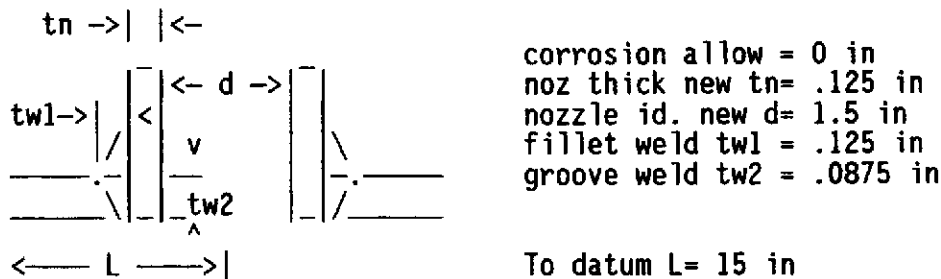 tn ->| |<-
|<- d ->|
tw1->| <
v
tw2
^
<— L —>|
corrosion allow = 0 in
noz thick new tn= .125 in
nozzle id. new d= 1.5 in
fillet weld tw1 = .125 in
groove weld tw2 = .0875 in
To datum L= 15 in